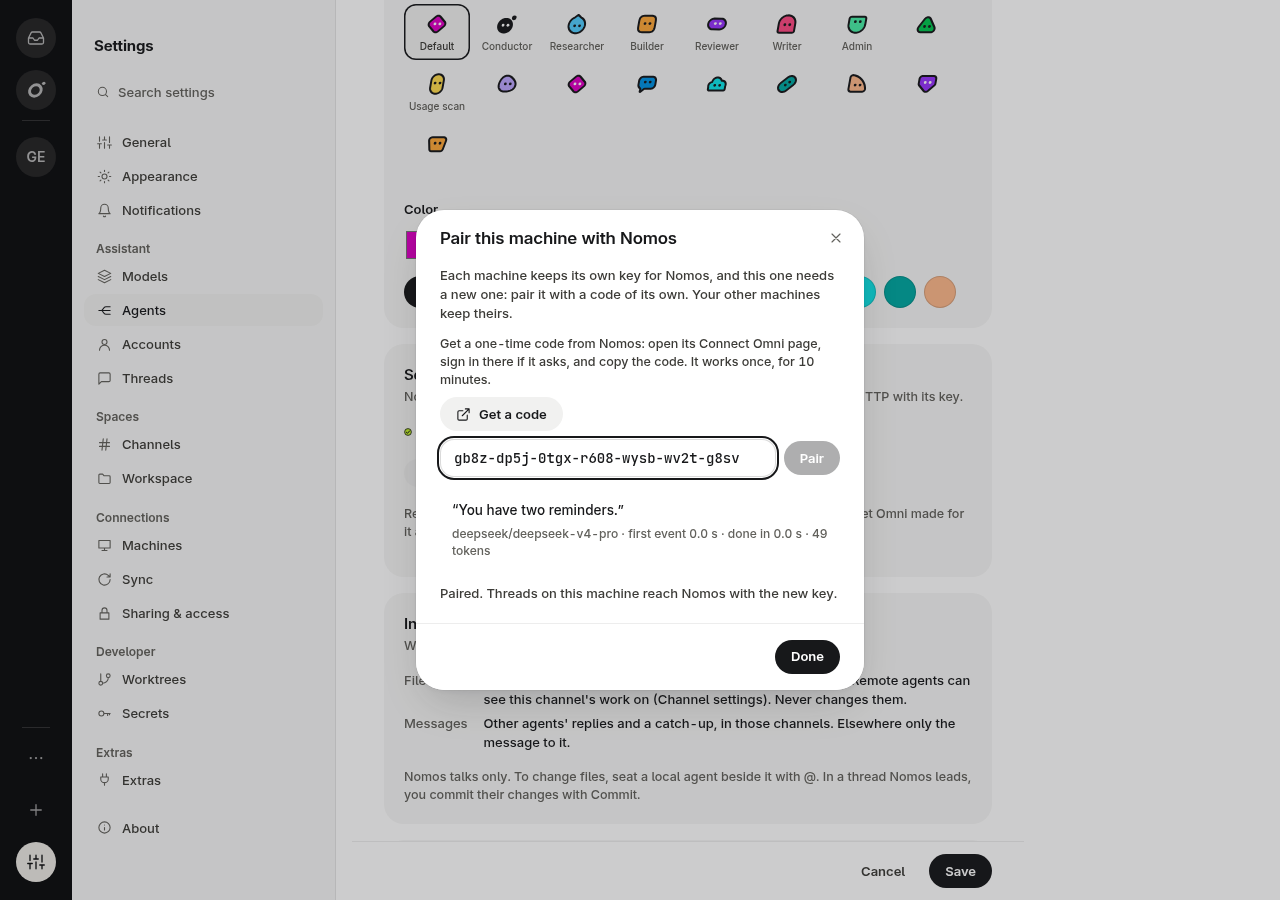 Settings
Search settings
General
Appearance
Notifications
Assistant
Models
Agents
Accounts
Threads
Spaces
Channels
Workspace
Connections
Machines
Sync
Sharing & access
Developer
Worktrees
Secrets
Extras
Extras
About
GE
Default
Conductor
Researcher
Builder
Reviewer
Writer
Admin
Usage scan
Color
Pair this machine with Nomos
Each machine keeps its own key for Nomos, and this one needs
a new one: pair it with a code of its own. Your other machines
keep theirs.
Get a one-time code from Nomos: open its Connect Omni page,
sign in there if it asks, and copy the code. It works once, for 10
minutes.
Get a code
gb8z-dp5j-0tgx-r608-wysb-wv2t-g8sv
Pair
“You have two reminders.”
deepseek/deepseek-v4-pro · first event 0.0 s · done in 0.0 s · 49
tokens
Paired. Threads on this machine reach Nomos with the new key.
Done
TTP with its key.
et Omni made for
it
emote agents can
see this channel's work on (Channel settings). Never changes them.
Messages
Other agents' replies and a catch-up, in those channels. Elsewhere only the
message to it.
Nomos talks only. To change files, seat a local agent beside it with @. In a thread Nomos leads,
you commit their changes with Commit.
Cancel
Save